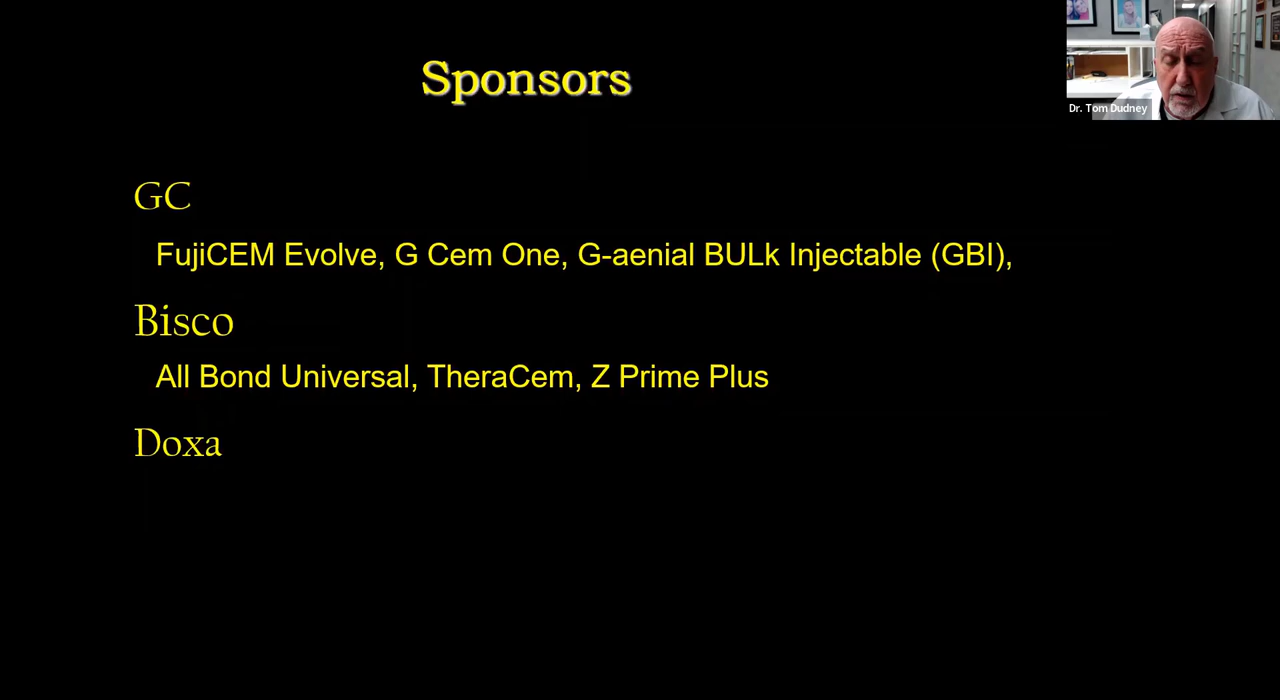 Sponsors
Dr. Tom Dudney
GC
FujiCEM Evolve, G Cem One, G-aenial BULk Injectable (GBI),
Bisco
All Bond Universal, TheraCem, Z Prime Plus
Doxa